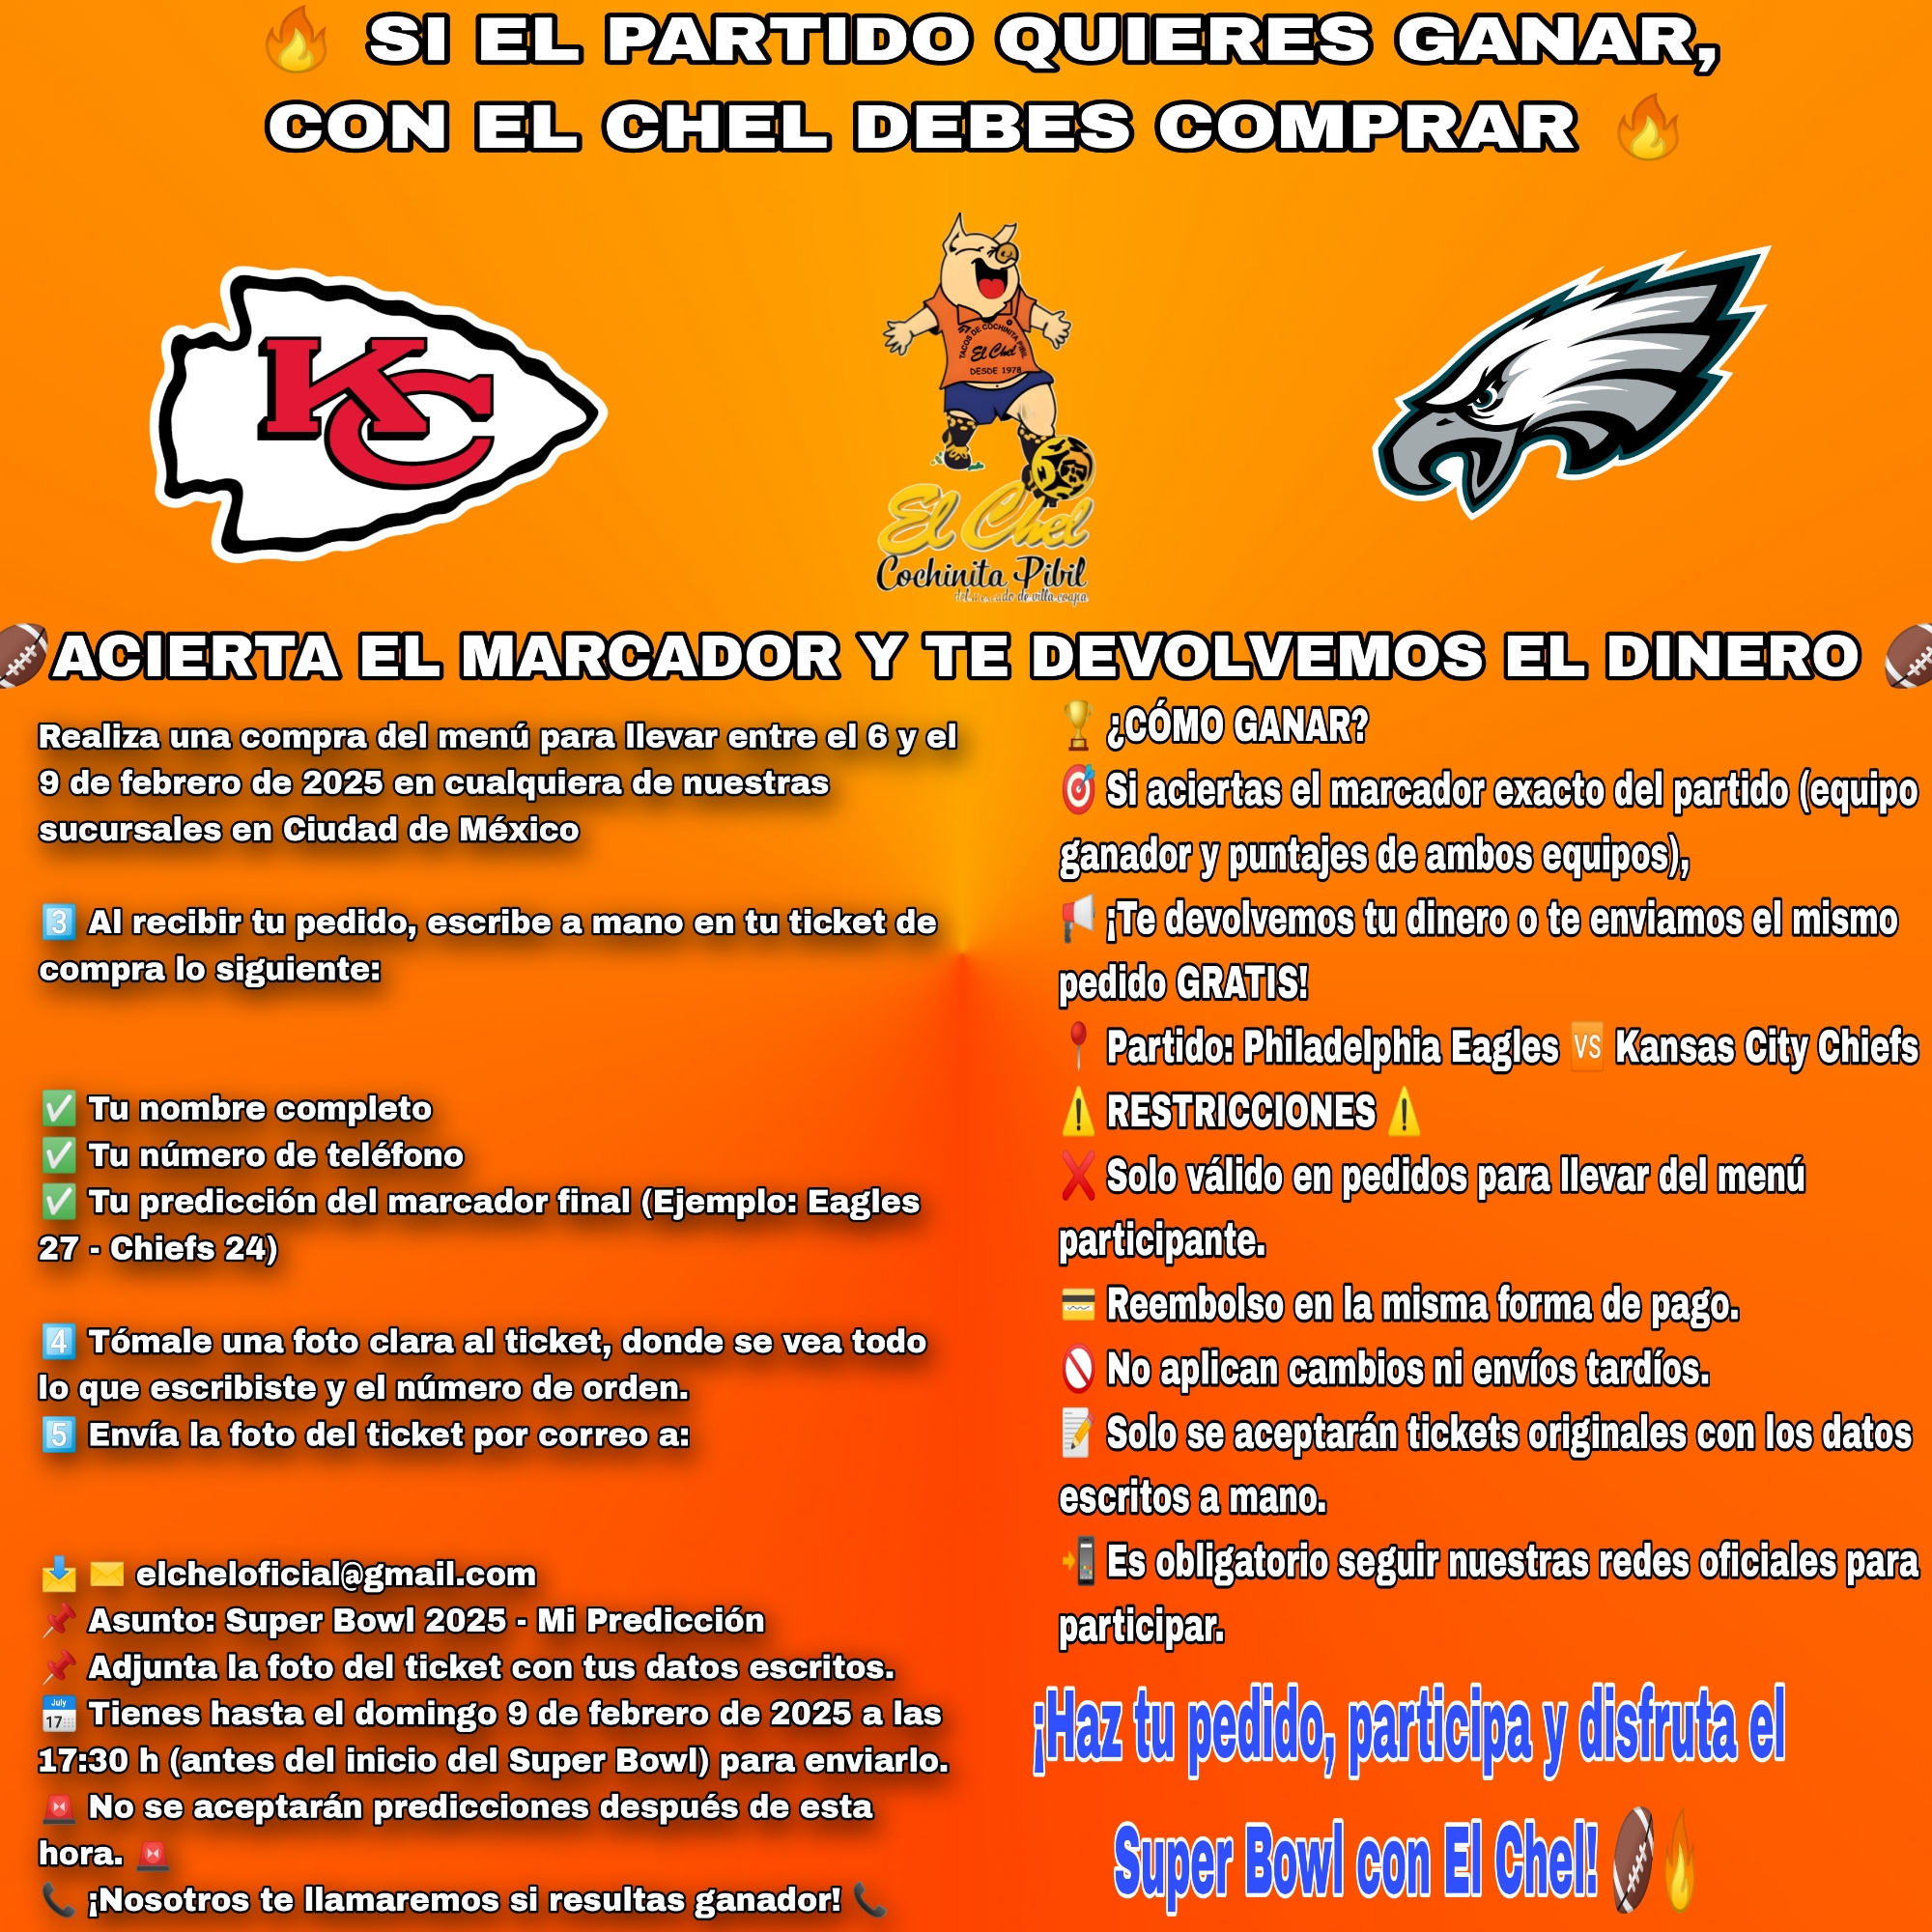 🔥 SI EL PARTIDO QUIERES GANAR,
CON EL CHEL DEBES COMPRAR 🔥
KC
TACOS DE COCHINITA PIBIL
El Chel
DESDE 1978
El Chel
Cochinita Pibil
del mercado de villa coapa
🏈ACIERTA EL MARCADOR Y TE DEVOLVEMOS EL DINERO 🏈
Realiza una compra del menú para llevar entre el 6 y el
9 de febrero de 2025 en cualquiera de nuestras
sucursales en Ciudad de México
3️⃣ Al recibir tu pedido, escribe a mano en tu ticket de
compra lo siguiente:
✅ Tu nombre completo
✅ Tu número de teléfono
✅ Tu predicción del marcador final (Ejemplo: Eagles
27 - Chiefs 24)
4️⃣ Tómale una foto clara al ticket, donde se vea todo
lo que escribiste y el número de orden.
5️⃣ Envía la foto del ticket por correo a:
📩 ✉️ elcheloficial@gmail.com
📌 Asunto: Super Bowl 2025 - Mi Predicción
📌 Adjunta la foto del ticket con tus datos escritos.
📅 Tienes hasta el domingo 9 de febrero de 2025 a las
17:30 h (antes del inicio del Super Bowl) para enviarlo.
🚨 No se aceptarán predicciones después de esta
hora. 🚨
📞 ¡Nosotros te llamaremos si resultas ganador! 📞
🏆 ¿CÓMO GANAR?
🎯 Si aciertas el marcador exacto del partido (equipo
ganador y puntajes de ambos equipos),
📢 ¡Te devolvemos tu dinero o te enviamos el mismo
pedido GRATIS!
📍 Partido: Philadelphia Eagles 🆚 Kansas City Chiefs
⚠️ RESTRICCIONES ⚠️
❌ Solo válido en pedidos para llevar del menú
participante.
💳 Reembolso en la misma forma de pago.
🚫 No aplican cambios ni envíos tardíos.
📝 Solo se aceptarán tickets originales con los datos
escritos a mano.
📲 Es obligatorio seguir nuestras redes oficiales para
participar.
¡Haz tu pedido, participa y disfruta el
Super Bowl con El Chel! 🏈🔥